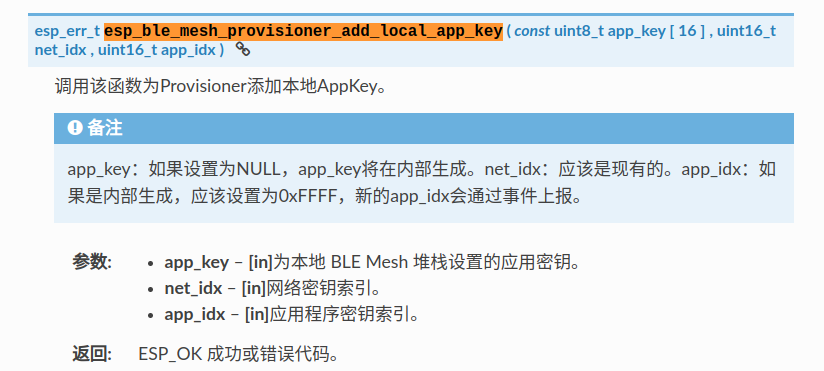 esp_err_t esp_ble_mesh_provisioner_add_local_app_key ( const uint8_t app_key [ 16 ] , uint16_t
net_idx , uint16_t app_idx )
调用该函数为Provisioner添加本地AppKey。
备注
app_key：如果设置为NULL，app_key将在内部生成。net_idx：应该是现有的。app_idx：如
果是内部生成，应该设置为0xFFFF，新的app_idx会通过事件上报。
参数: • app_key – [in]为本地 BLE Mesh 堆栈设置的应用密钥。
• net_idx – [in]网络密钥索引。
• app_idx – [in]应用程序密钥索引。
返回: ESP_OK 成功或错误代码。